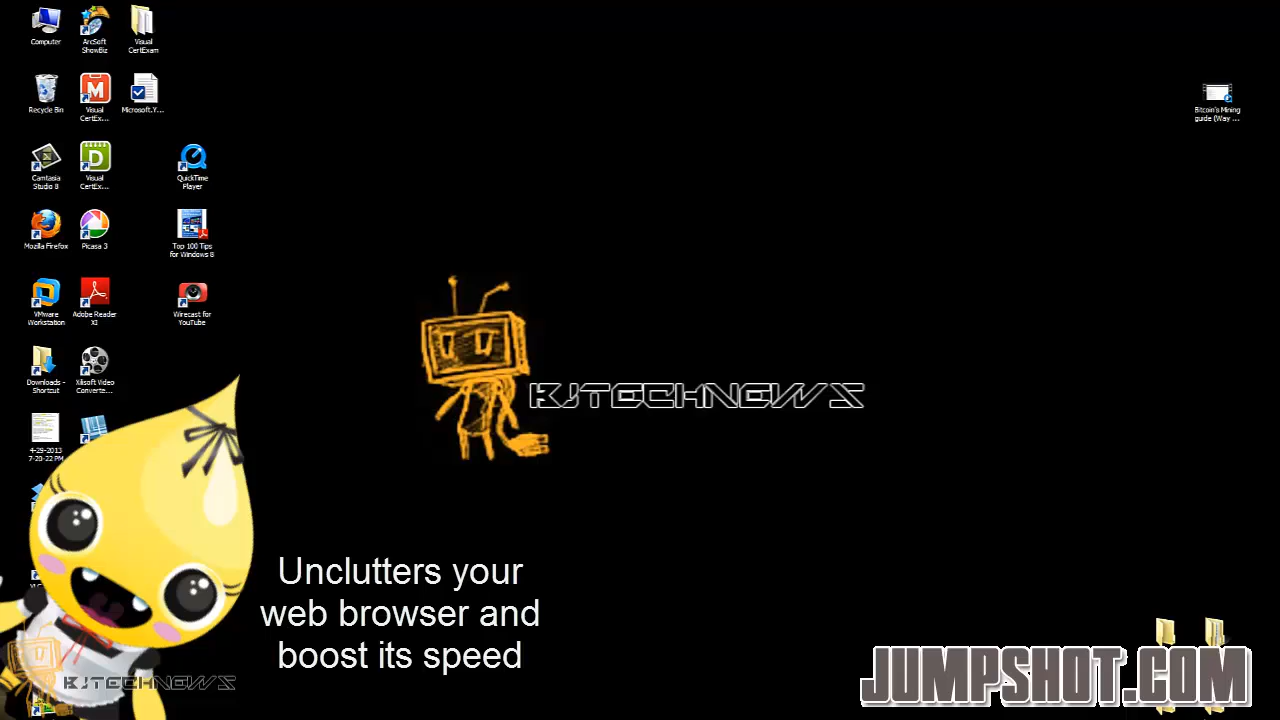 Computer
ArcSoft
ShowBiz
Visual
CertExam
Recycle Bin
Visual
CertEx...
Microsoft.Y...
Bitcoin's Mining
guide (Way ...
Camtasia
Studio 8
Visual
CertEx...
QuickTime
Player
Mozilla Firefox
Picasa 3
Top 100 Tips
for Windows 8
VMware
Workstation
Adobe Reader
XI
Wirecast for
YouTube
Downloads -
Shortcut
Xilisoft Video
Converte...
KJTECHNEWS
4-29-2013
7-20-22 PM
Unclutters your
web browser and
boost its speed
KJTECHNEWS
JUMPSHOT.COM